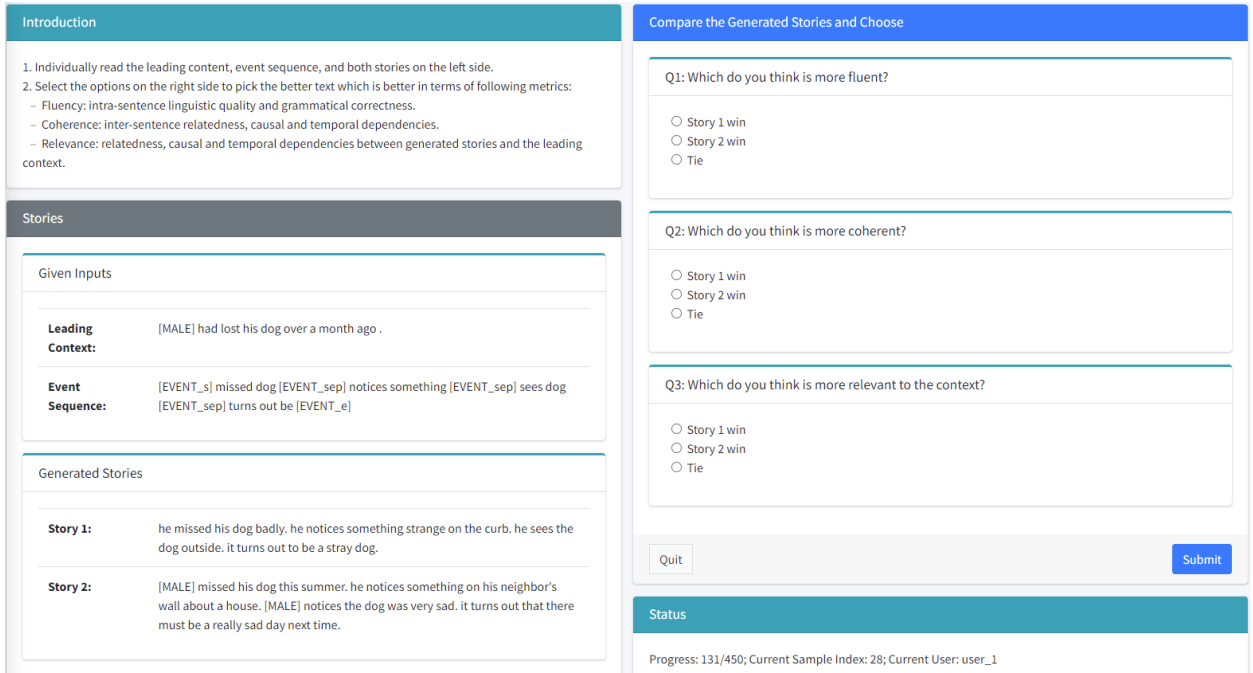 Introduction
1. Individually read the leading content, event sequence, and both stories on the left side.
2. Select the options on the right side to pick the better text which is better in terms of following metrics:
– Fluency: intra-sentence linguistic quality and grammatical correctness.
– Coherence: inter-sentence relatedness, causal and temporal dependencies.
– Relevance: relatedness, causal and temporal dependencies between generated stories and the leading
context.
Stories
Given Inputs
Leading
Context:
[MALE] had lost his dog over a month ago .
Event
Sequence:
[EVENT_s] missed dog [EVENT_sep] notices something [EVENT_sep] sees dog
[EVENT_sep] turns out be [EVENT_e]
Generated Stories
Story 1:
he missed his dog badly. he notices something strange on the curb. he sees the
dog outside. it turns out to be a stray dog.
Story 2:
[MALE] missed his dog this summer. he notices something on his neighbor's
wall about a house. [MALE] notices the dog was very sad. it turns out that there
must be a really sad day next time.
Compare the Generated Stories and Choose
Q1: Which do you think is more fluent?
Story 1 win
Story 2 win
Tie
Q2: Which do you think is more coherent?
Story 1 win
Story 2 win
Tie
Q3: Which do you think is more relevant to the context?
Story 1 win
Story 2 win
Tie
Quit
Submit
Status
Progress: 131/450; Current Sample Index: 28; Current User: user_1